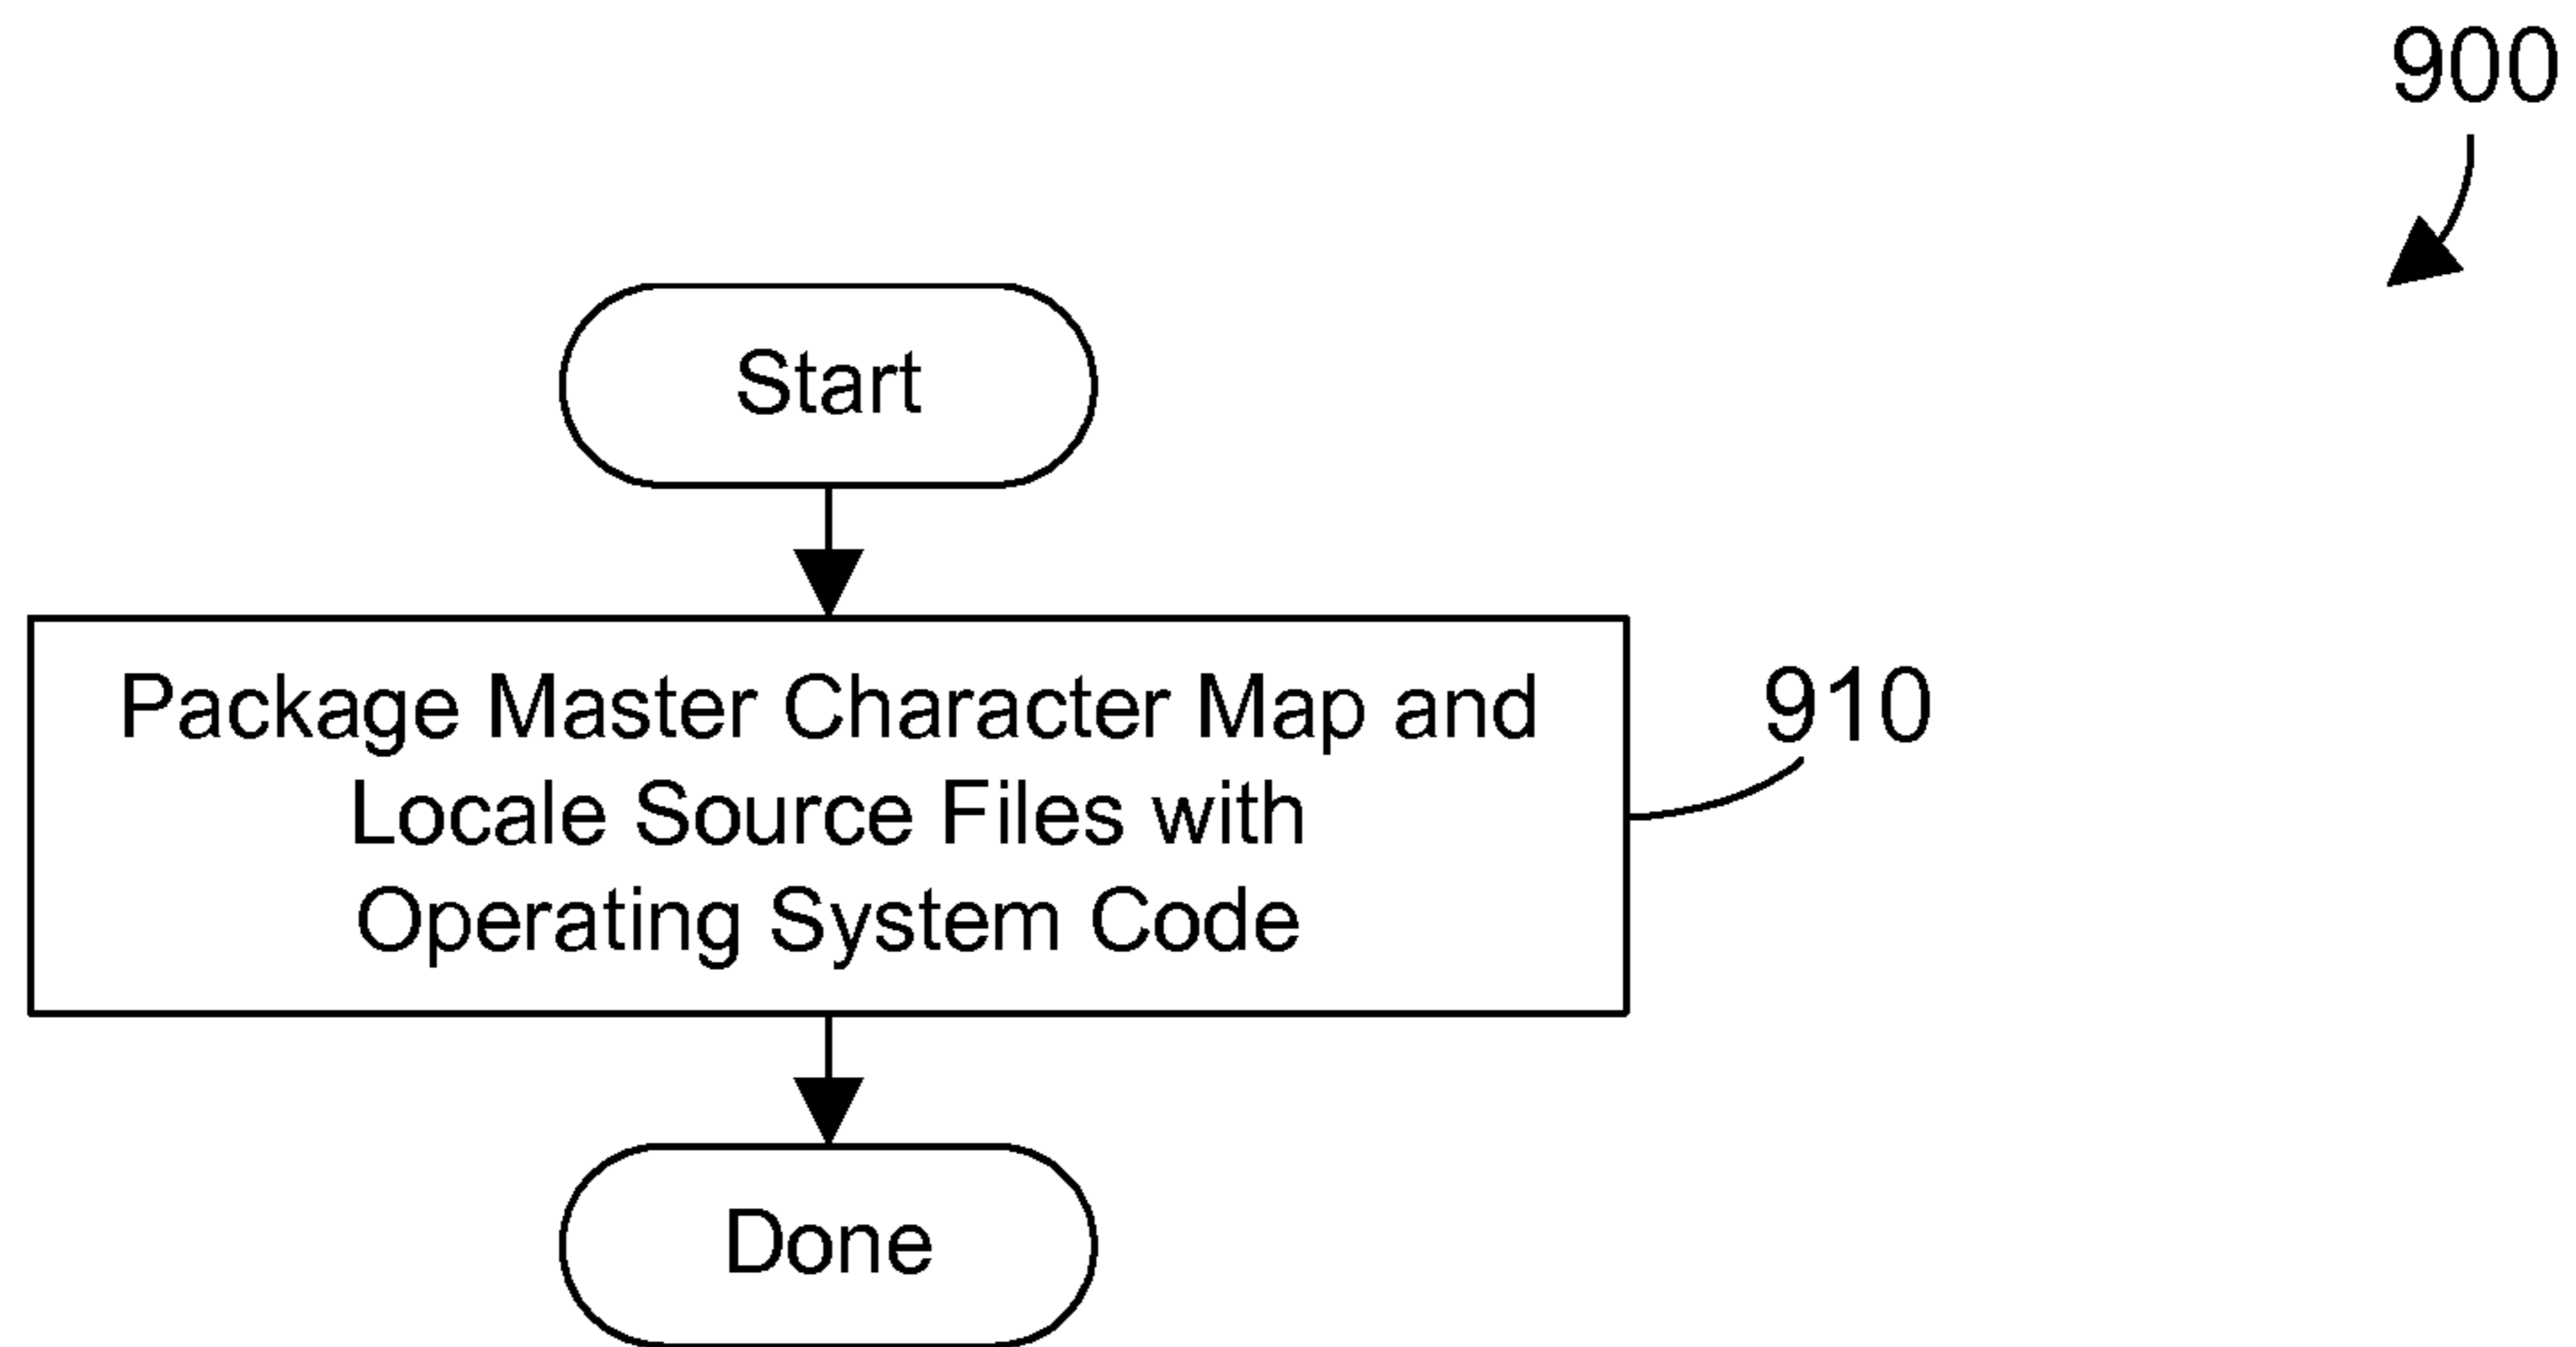 900
Start
Package Master Character Map and
Locale Source Files with
Operating System Code
910
Done